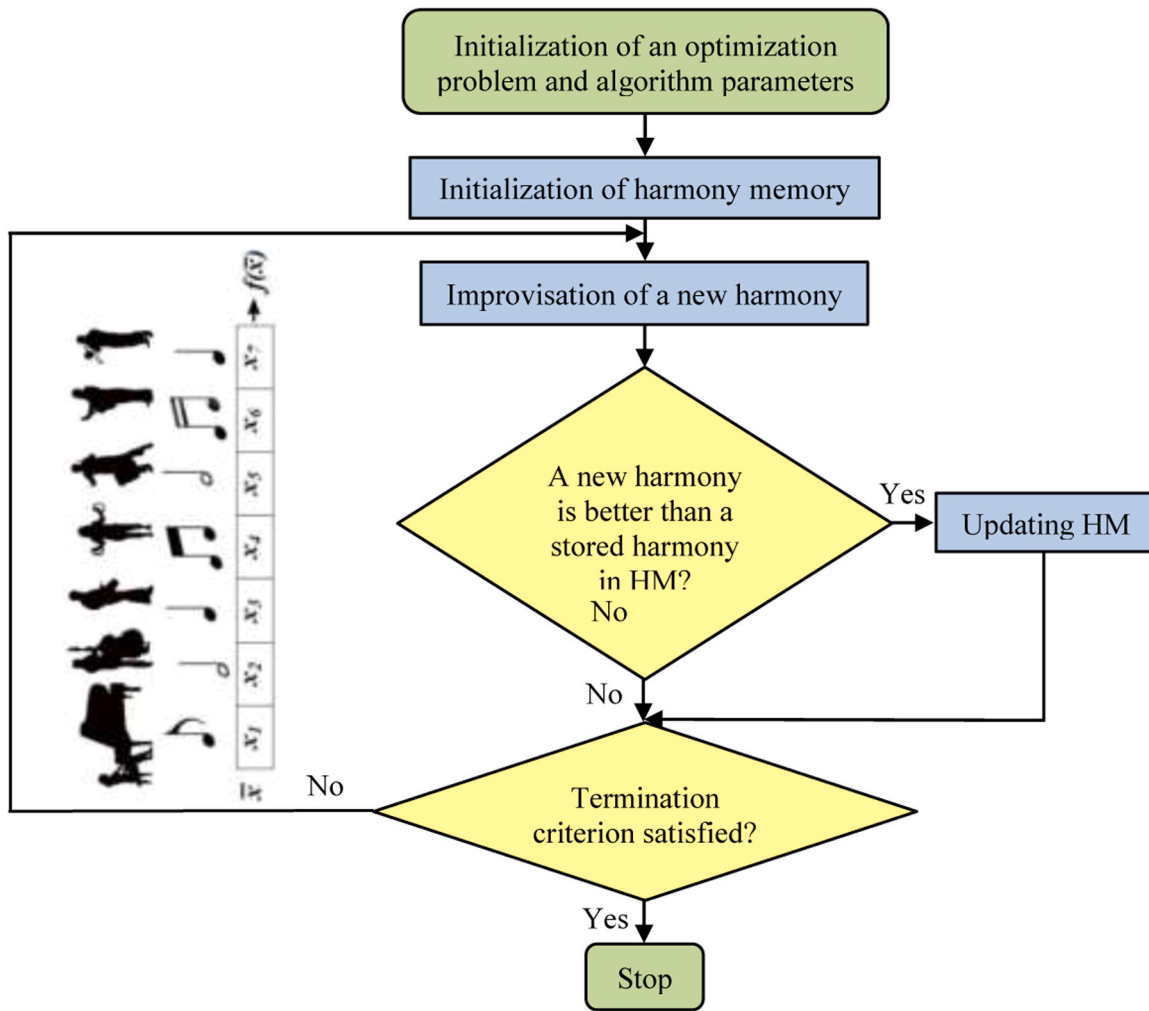 Initialization of an optimization
problem and algorithm parameters
Initialization of harmony memory
Improvisation of a new harmony
A new harmony
is better than a
stored harmony
in HM?
No
Yes
Updating HM
No
Termination
criterion satisfied?
No
Yes
Stop
x̄ x1 x2 x3 x4 x5 x6 x7 f(x̄)